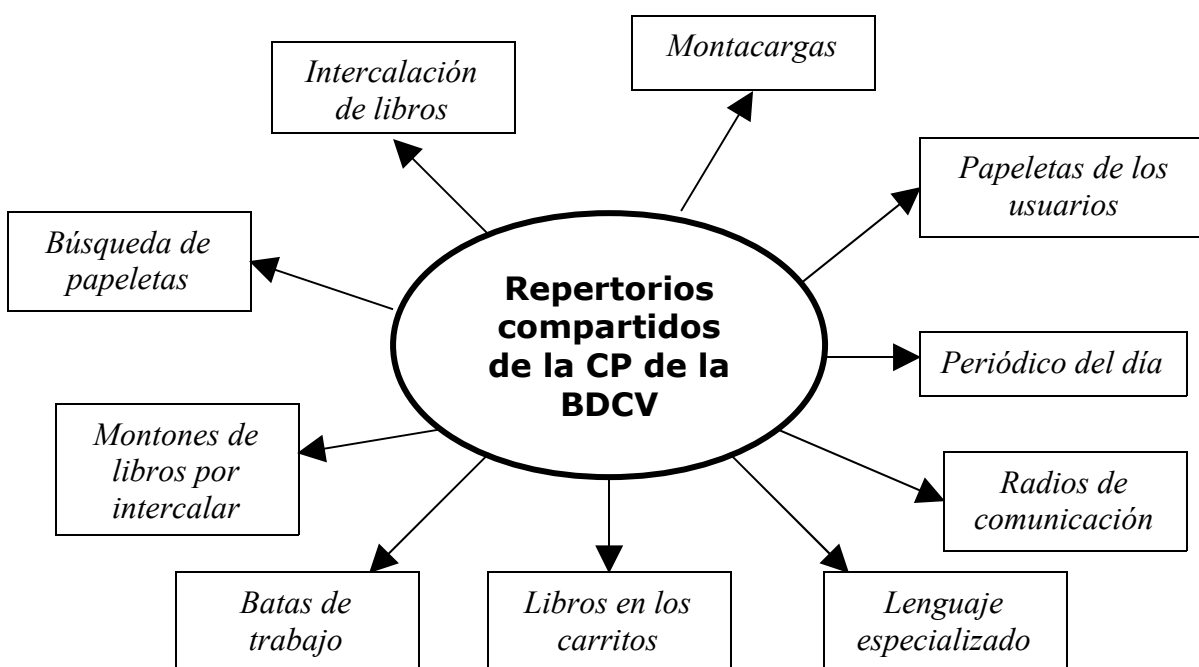 Montacargas
Intercalación
de libros
Papeletas de los
usuarios
Búsqueda de
papeletas
Repertorios
compartidos
de la CP de la
BDCV
Periódico del día
Montones de
libros por
intercalar
Radios de
comunicación
Batas de
trabajo
Libros en los
carritos
Lenguaje
especializado